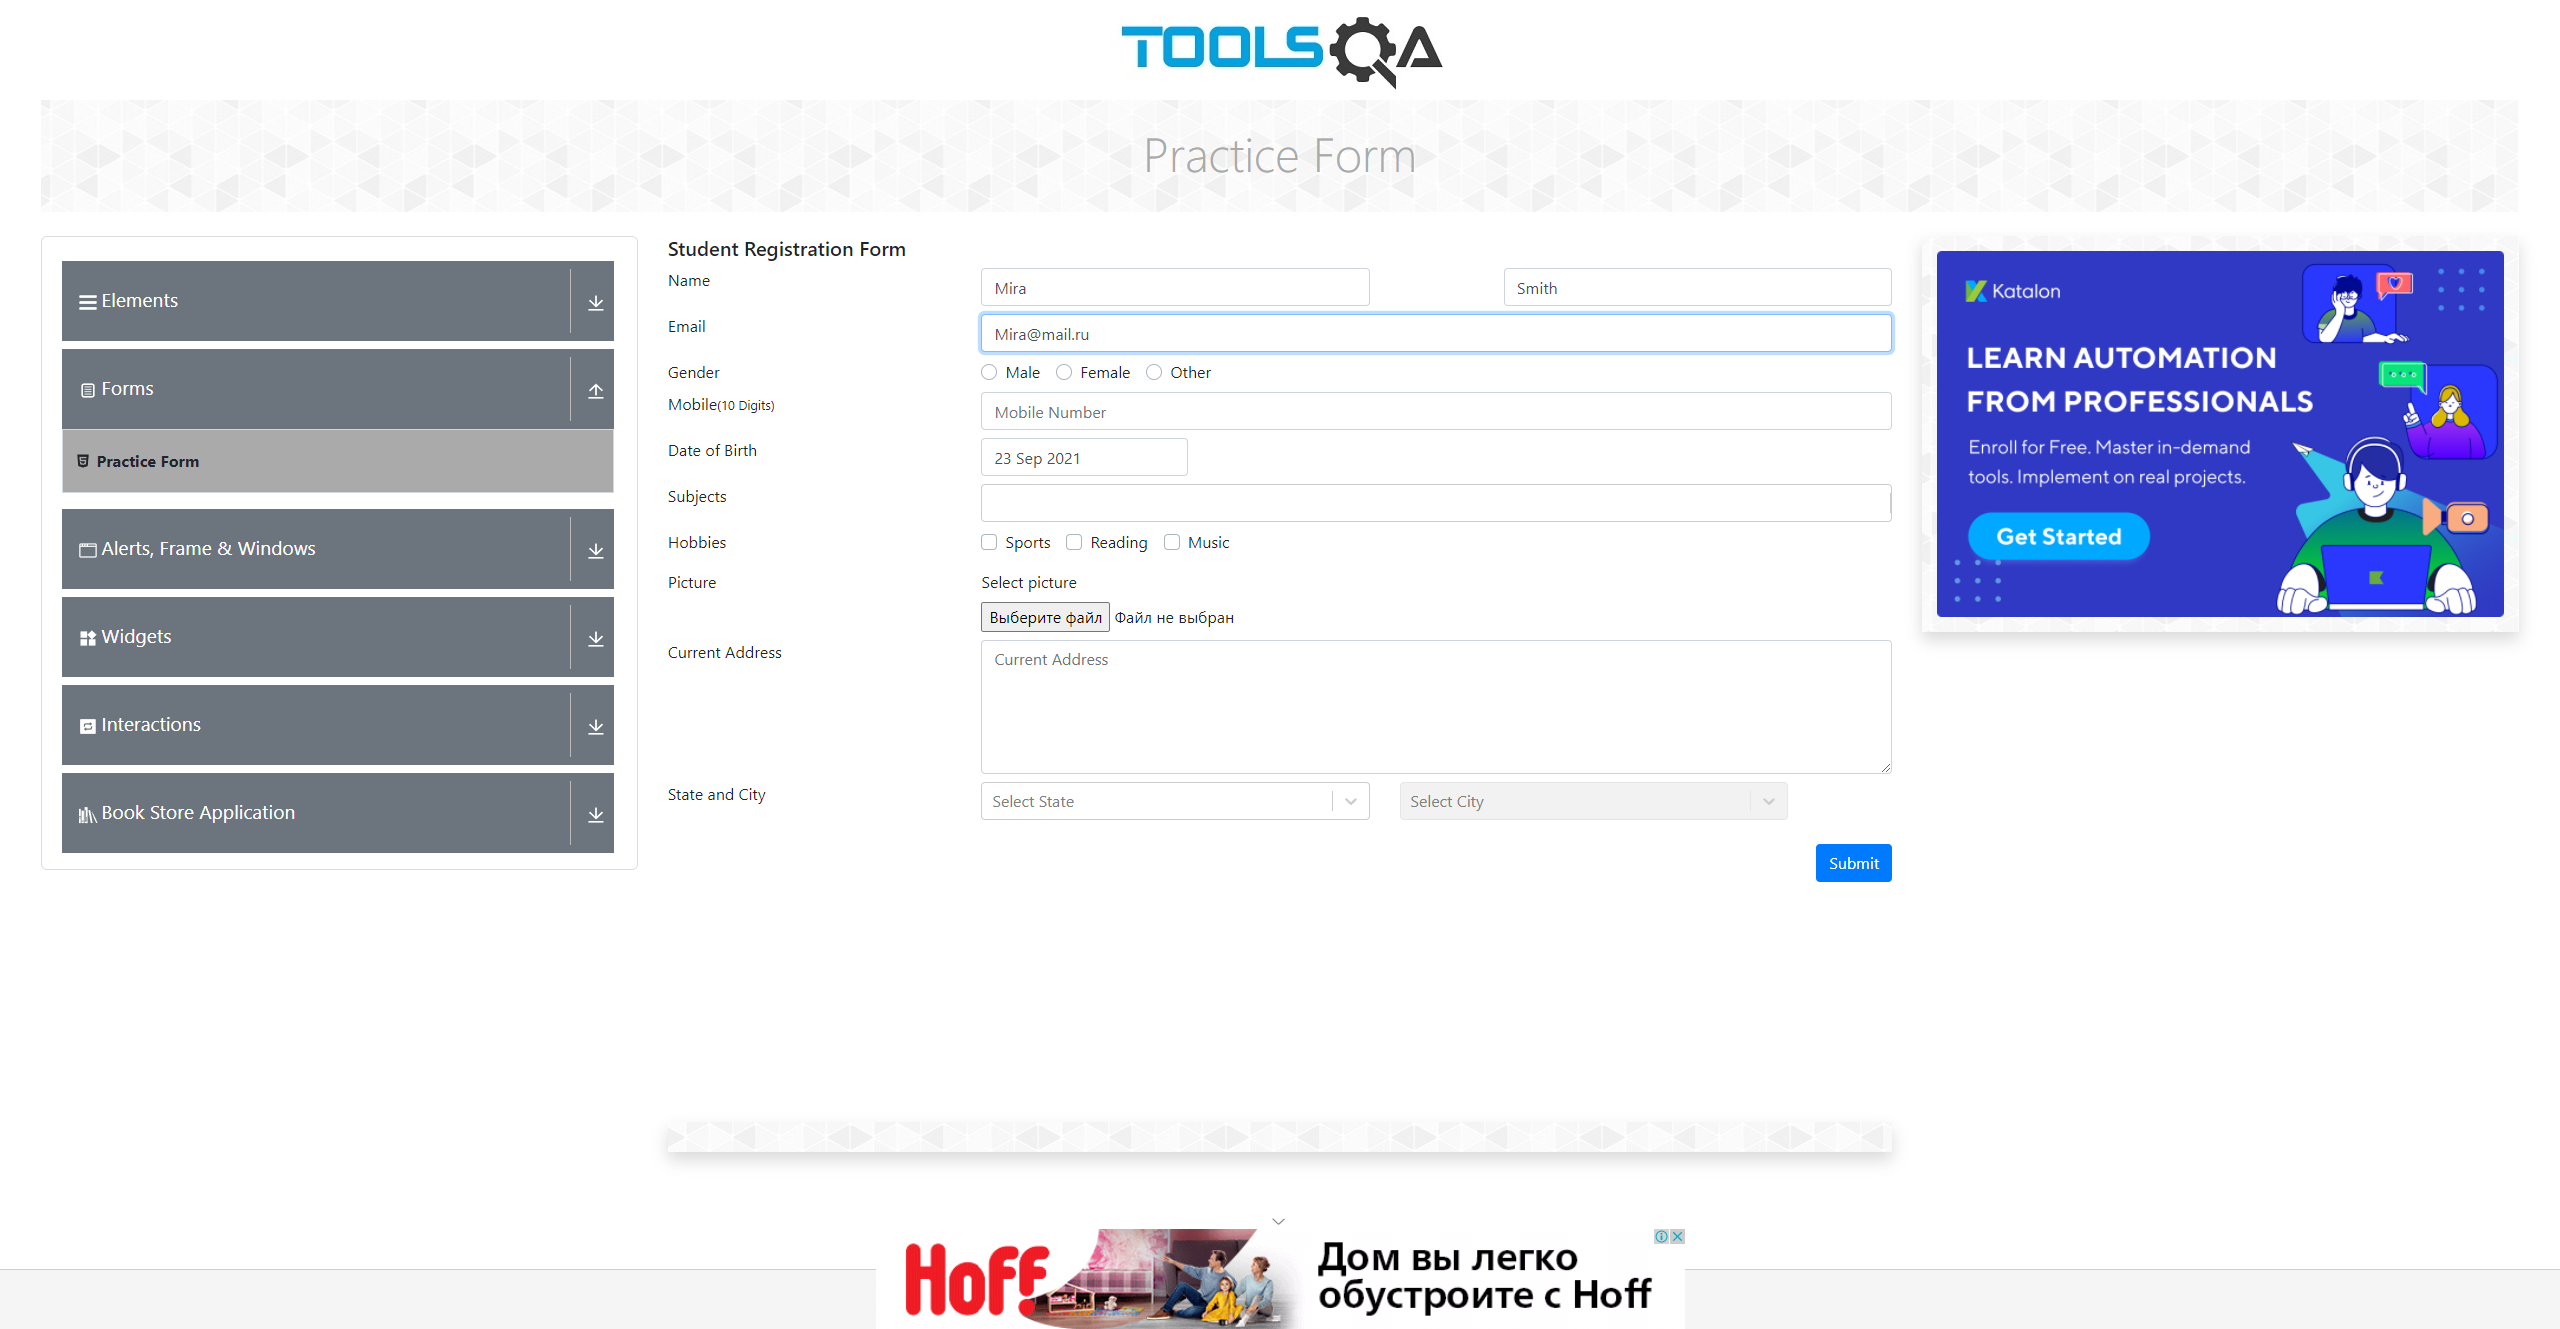 TOOLSQA
Practice Form
Elements
Forms
Practice Form
Alerts, Frame & Windows
Widgets
Interactions
Book Store Application
Student Registration Form
Name
Mira
Smith
Email
Mira@mail.ru
Gender
Male
Female
Other
Mobile(10 Digits)
Mobile Number
Date of Birth
23 Sep 2021
Subjects
Hobbies
Sports
Reading
Music
Picture
Select picture
Выберите файл Файл не выбран
Current Address
Current Address
State and City
Select State
Select City
Submit
Katalon
LEARN AUTOMATION
FROM PROFESSIONALS
Enroll for Free. Master in-demand
tools. Implement on real projects.
Get Started
Hoff
Дом вы легко
обустроите с Hoff